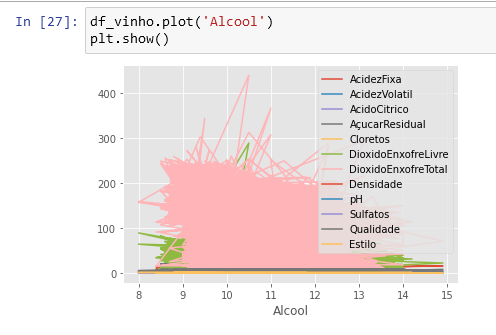 In [27]: df_vinho.plot('Alcool')
plt.show()
400
300
200
100
0
AcidezFixa
AcidezVolatil
AcidoCitrico
AçucarResidual
Cloretos
DioxidoEnxofreLivre
DioxidoEnxofreTotal
Densidade
pH
Sulfatos
Qualidade
Estilo
8 9 10 11 12 13 14 15
Alcool